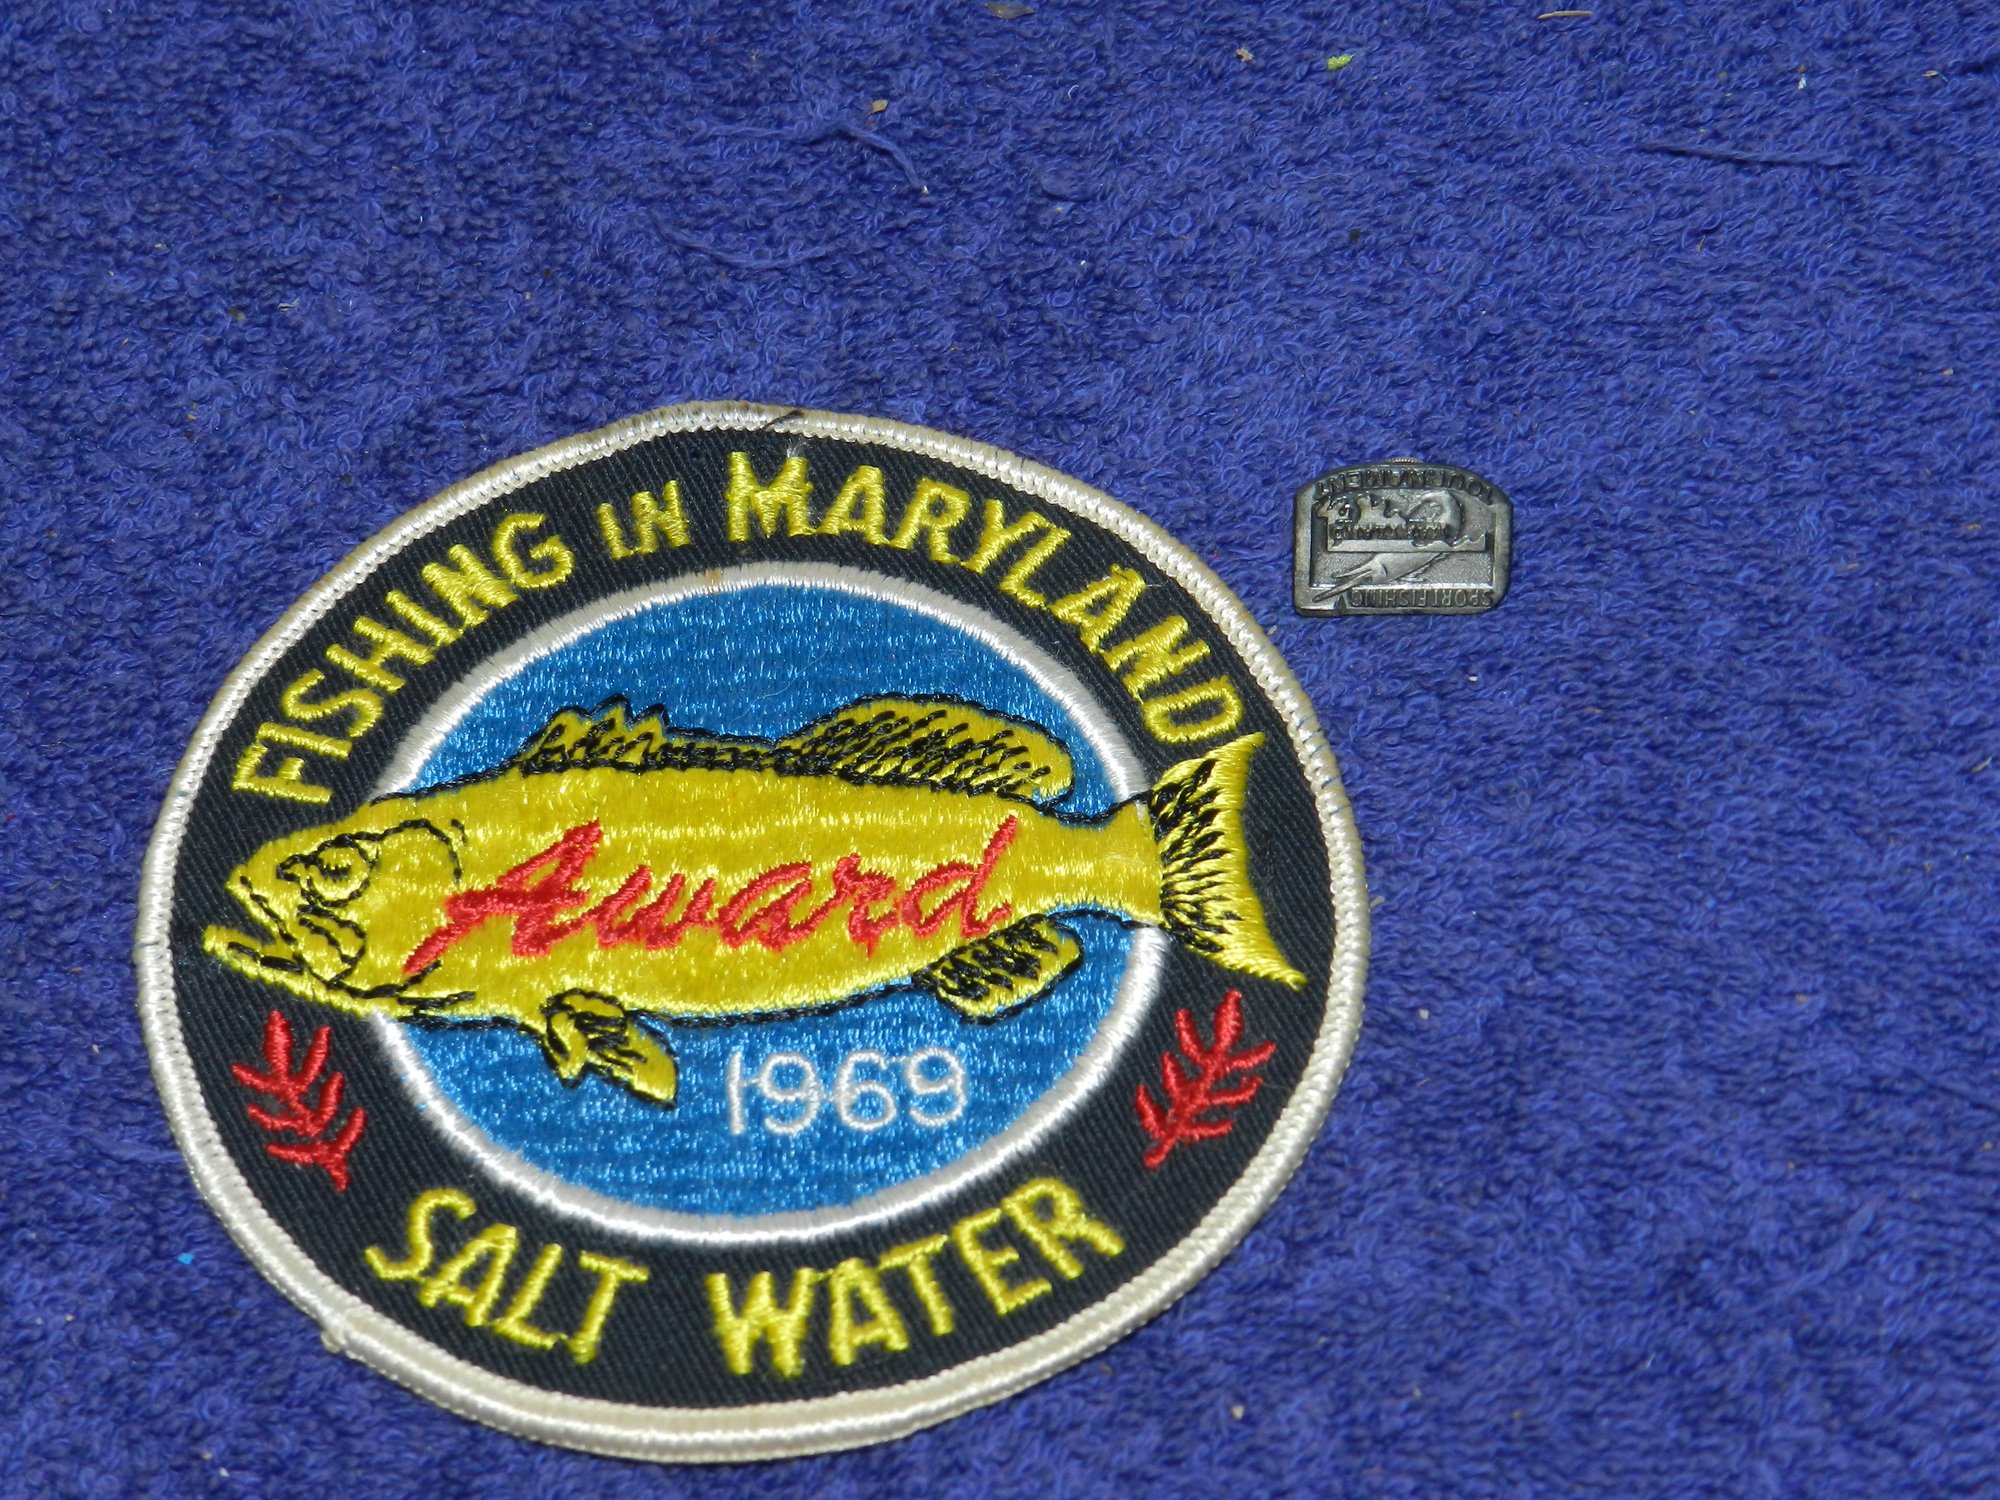 FISHING IN MARYLAND
Award
1969
SALT WATER
TOURNAMENT
SPORTFISHING